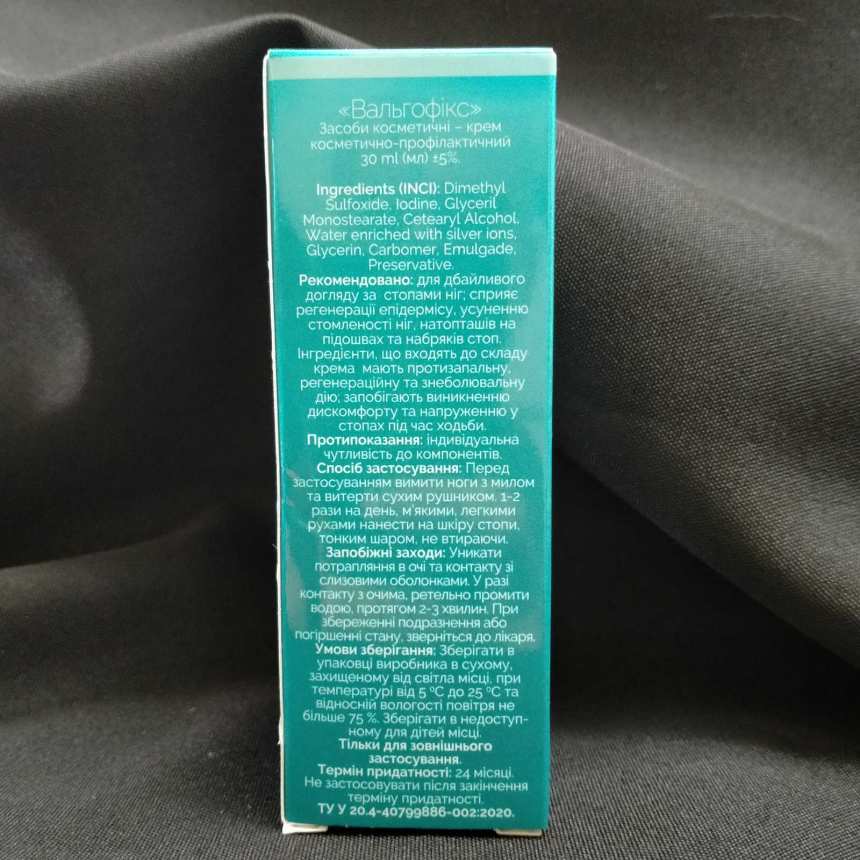 «Вальгофікс»
Засоби косметичні – крем
косметично-профілактичний
30 ml (мл) ±5%.
Ingredients (INCI): Dimethyl
Sulfoxide, Iodine, Glyceril
Monostearate, Cetearyl Alcohol,
Water enriched with silver ions,
Glycerin, Carbomer, Emulgade,
Preservative.
Рекомендовано: для дбайливого
догляду за стопами ніг; сприяє
регенерації епідермісу, усуненню
стомленості ніг, натопташів на
підошвах та набряків стоп.
Інгредієнти, що входять до складу
крема мають протизапальну,
регенераційну та знеболювальну
дію; запобігають виникненню
дискомфорту та напруженню у
стопах під час ходьби.
Протипоказання: індивідуальна
чутливість до компонентів.
Спосіб застосування: Перед
застосуванням вимити ноги з милом
та витерти сухим рушником. 1-2
рази на день, м'якими, легкими
рухами нанести на шкіру стопи,
тонким шаром, не втираючи.
Запобіжні заходи: Уникати
потрапляння в очі та контакту зі
слизовими оболонками. У разі
контакту з очима, ретельно промити
водою, протягом 2-3 хвилин. При
збереженні подразнення або
погіршенні стану, зверніться до лікаря.
Умови зберігання: Зберігати в
упаковці виробника в сухому,
захищеному від світла місці, при
температурі від 5 ºС до 25 ºС та
відносній вологості повітря не
більше 75 %. Зберігати в недоступ-
ному для дітей місці.
Тільки для зовнішнього
застосування.
Термін придатності: 24 місяці.
Не застосовувати після закінчення
терміну придатності.
ТУ У 20.4-40799886-002:2020.